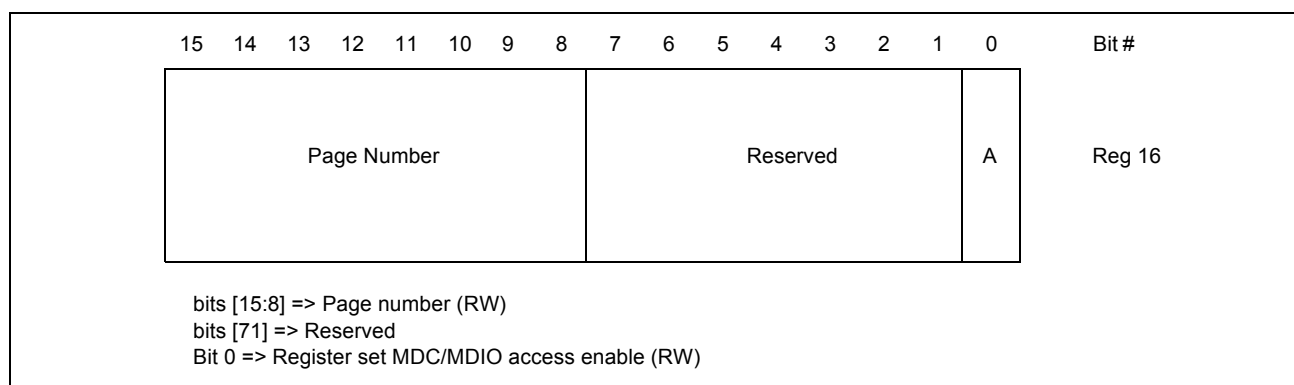 15 14 13 12 11 10 9 8 7 6 5 4 3 2 1 0 Bit #
Page Number Reserved A Reg 16
bits [15:8] => Page number (RW)
bits [71] => Reserved
Bit 0 => Register set MDC/MDIO access enable (RW)